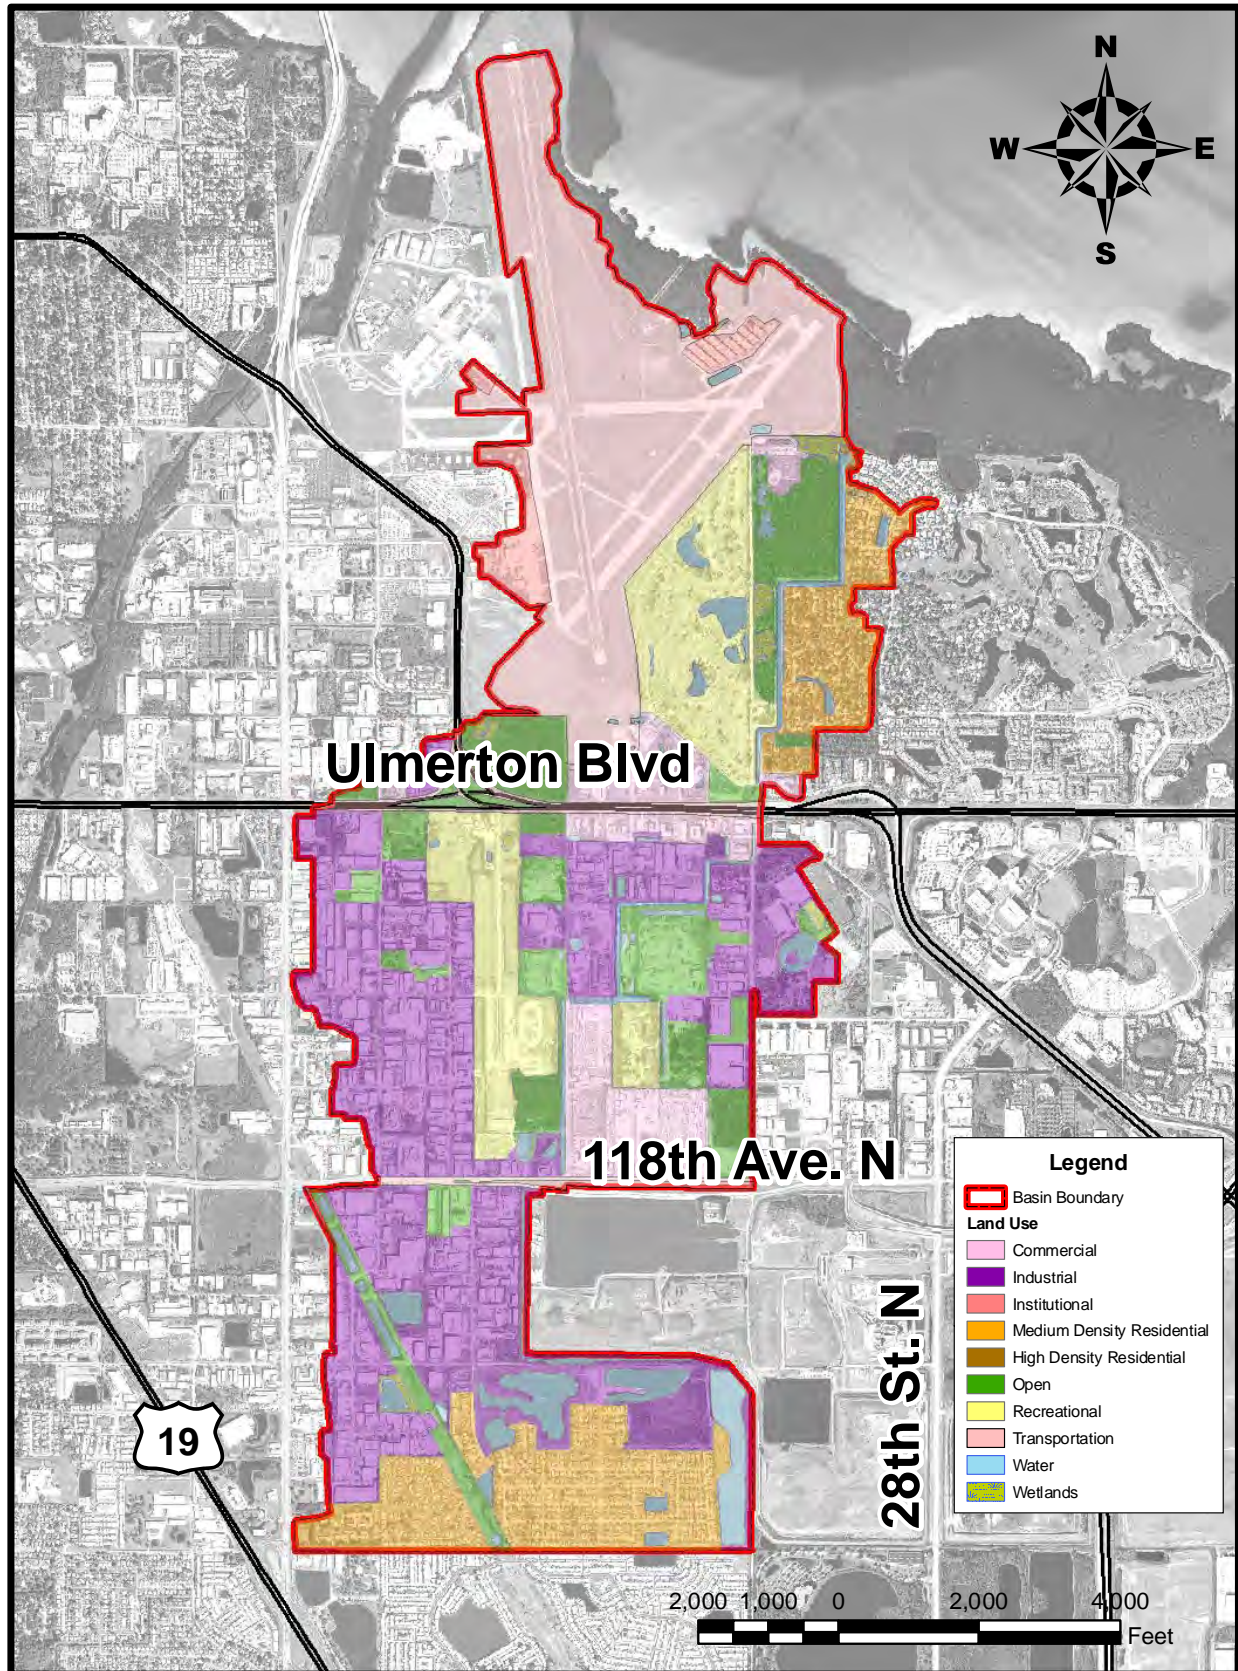 N
W E
S
Ulmerton Blvd
118th Ave. N
28th St. N
19
Legend
Basin Boundary
Land Use
Commercial
Industrial
Institutional
Medium Density Residential
High Density Residential
Open
Recreational
Transportation
Water
Wetlands
2,000 1,000 0 2,000 4,000
Feet